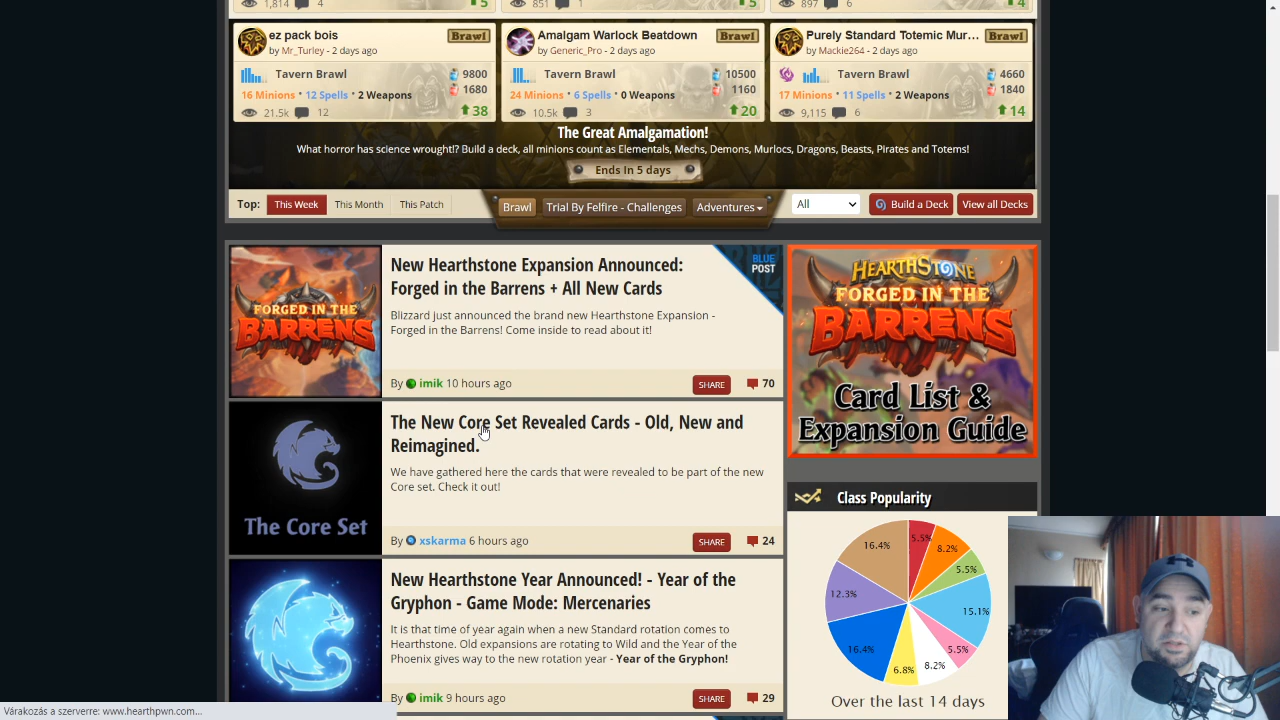 1,814 4 5
851 1 5
897 6 4
ez pack bois Brawl
by Mr_Turley - 2 days ago
Tavern Brawl 9800
16 Minions • 12 Spells • 2 Weapons 1680
21.5k 12 38
Amalgam Warlock Beatdown Brawl
by Generic_Pro - 2 days ago
Tavern Brawl 10500
24 Minions • 6 Spells • 0 Weapons 1160
10.5k 3 20
Purely Standard Totemic Mur... Brawl
by Mackie264 - 2 days ago
Tavern Brawl 4660
17 Minions • 11 Spells • 2 Weapons 1840
9,115 6 14
The Great Amalgamation!
What horror has science wrought!? Build a deck, all minions count as Elementals, Mechs, Demons, Murlocs, Dragons, Beasts, Pirates and Totems!
Ends In 5 days
Top: This Week This Month This Patch Brawl Trial By Felfire - Challenges Adventures All Build a Deck View all Decks
FORGED IN THE
BARRENS
New Hearthstone Expansion Announced:
Forged in the Barrens + All New Cards
BLUE
POST
Blizzard just announced the brand new Hearthstone Expansion -
Forged in the Barrens! Come inside to read about it!
By imik 10 hours ago SHARE 70
The Core Set
The New Core Set Revealed Cards - Old, New and
Reimagined.
We have gathered here the cards that were revealed to be part of the new
Core set. Check it out!
By xskarma 6 hours ago SHARE 24
New Hearthstone Year Announced! - Year of the
Gryphon - Game Mode: Mercenaries
It is that time of year again when a new Standard rotation comes to
Hearthstone. Old expansions are rotating to Wild and the Year of the
Phoenix gives way to the new rotation year - Year of the Gryphon!
By imik 9 hours ago SHARE 29
HEARTHSTONE
FORGED IN THE
BARRENS
Card List &
Expansion Guide
Class Popularity
5.5%
8.2%
5.5%
15.1%
5.5%
8.2%
6.8%
16.4%
12.3%
16.4%
Over the last 14 days
Várakozás a szerverre: www.hearthpwn.com...